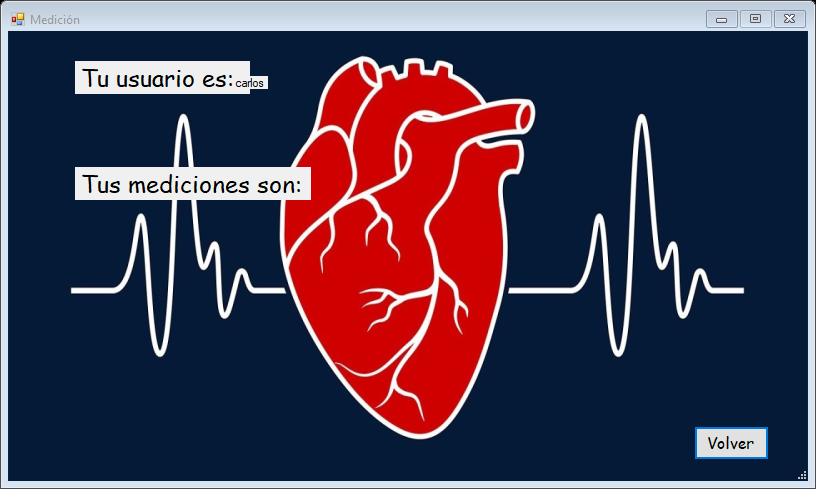 Medición
Tu usuario es: carlos
Tus mediciones son:
Volver